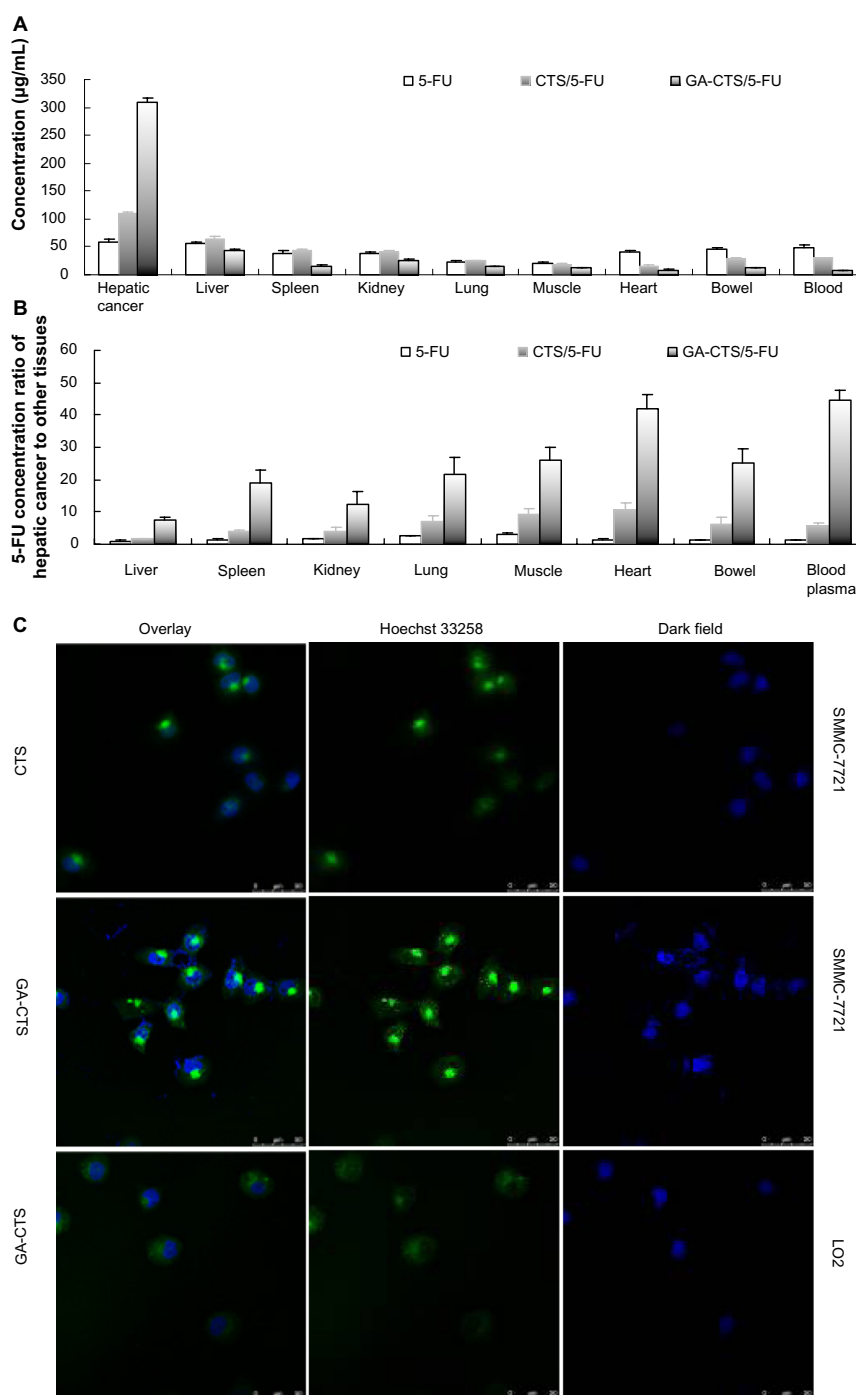 A
Concentration (µg/mL)
350
300
250
200
150
100
50
0
5-FU
CTS/5-FU
GA-CTS/5-FU
Hepatic
cancer
Liver
Spleen
Kidney
Lung
Muscle
Heart
Bowel
Blood
B
5-FU concentration ratio of
hepatic cancer to other tissues
60
50
40
30
20
10
0
5-FU
CTS/5-FU
GA-CTS/5-FU
Liver
Spleen
Kidney
Lung
Muscle
Heart
Bowel
Blood
plasma
C
Overlay
Hoechst 33258
Dark field
CTS
SMMC-7721
GA-CTS
SMMC-7721
GA-CTS
LO2